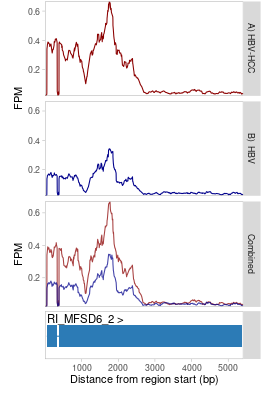 0.6
0.4
0.2
FPM
A) HBV-HCC
0.6
0.4
0.2
FPM
B) HBV
0.6
0.4
0.2
FPM
Combined
RI_MFSD6_2 >
1000 2000 3000 4000 5000
Distance from region start (bp)